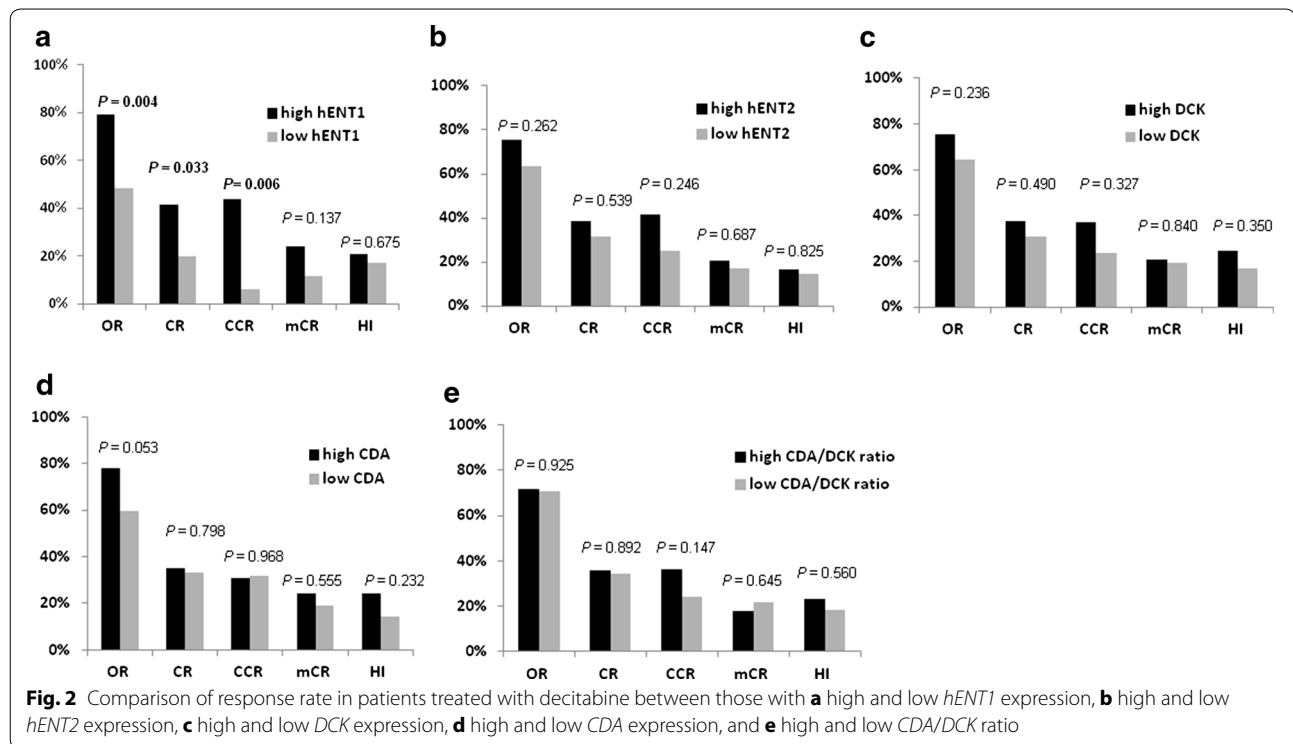 a
100%
80%
60%
40%
20%
0%
P = 0.004
P = 0.033
P = 0.006
P = 0.137
P = 0.675
high hENT1
low hENT1
OR CR CCR mCR HI
b
100%
80%
60%
40%
20%
0%
P = 0.262
P = 0.539
P = 0.246
P = 0.687
P = 0.825
high hENT2
low hENT2
OR CR CCR mCR HI
c
100%
80%
60%
40%
20%
0%
P = 0.236
P = 0.490
P = 0.327
P = 0.840
P = 0.350
high DCK
low DCK
OR CR CCR mCR HI
d
100%
80%
60%
40%
20%
0%
P = 0.053
P = 0.798
P = 0.968
P = 0.555
P = 0.232
high CDA
low CDA
OR CR CCR mCR HI
e
100%
80%
60%
40%
20%
0%
P = 0.925
P = 0.892
P = 0.147
P = 0.645
P = 0.560
high CDA/DCK ratio
low CDA/DCK ratio
OR CR CCR mCR HI
Fig. 2 Comparison of response rate in patients treated with decitabine between those with a high and low hENT1 expression, b high and low
hENT2 expression, c high and low DCK expression, d high and low CDA expression, and e high and low CDA/DCK ratio